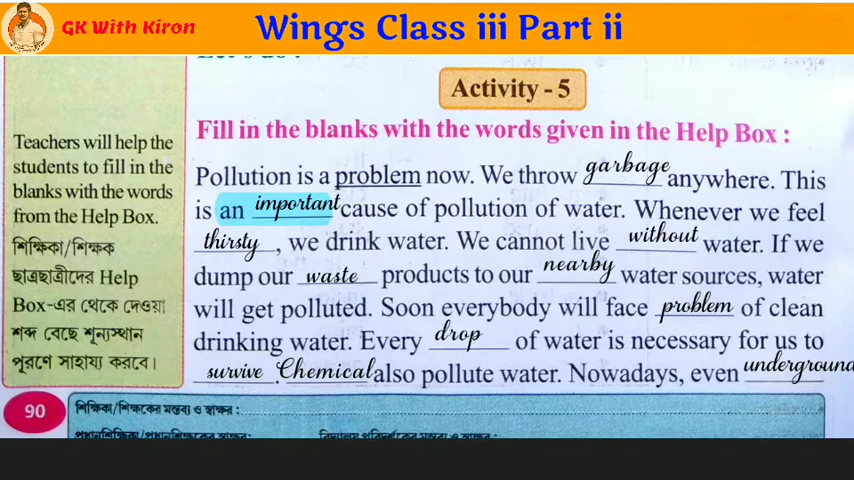 GK With Kiron
Wings Class iii Part ii
Activity - 5
Fill in the blanks with the words given in the Help Box :
Teachers will help the
students to fill in the
blanks with the words
from the Help Box.
শিক্ষিকা/শিক্ষক
ছাত্রছাত্রীদের Help
Box-এর থেকে দেওয়া
শব্দ বেছে শূন্যস্থান
পূরণে সাহায্য করবে।
Pollution is a problem now. We throw garbage anywhere. This
is an important cause of pollution of water. Whenever we feel
thirsty, we drink water. We cannot live without water. If we
dump our waste products to our nearby water sources, water
will get polluted. Soon everybody will face problem of clean
drinking water. Every drop of water is necessary for us to
survive. Chemical also pollute water. Nowadays, even underground
90
শিক্ষিকা/শিক্ষকের মন্তব্য ও স্বাক্ষর :